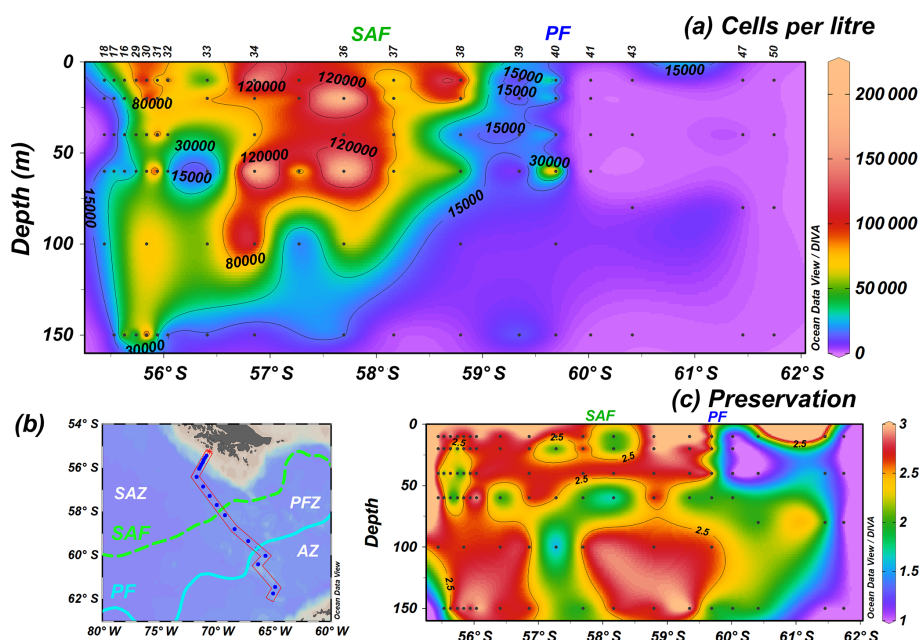 (a) Cells per litre
SAF PF
18 17 16 29 30 31 32 33 34 36 37 38 39 40 41 43 47 50
0
50
100
150
Depth (m)
80000
30000
15000
15000
30000
120000
120000
120000
120000
80000
15000
15000
15000
15000
30000
15000
56° S 57° S 58° S 59° S 60° S 61° S 62° S
Ocean Data View / DIVA
200 000
150 000
100 000
50 000
0
(b)
54° S
56° S
58° S
60° S
62° S
SAZ
PFZ
SAF
AZ
PF
80° W 75° W 70° W 65° W 60° W
Ocean Data View
(c) Preservation
SAF PF
0
50
100
150
Depth
2.5
2.5
2.5
2.5
2.5
2.5
2.5
56° S 57° S 58° S 59° S 60° S 61° S 62° S
Ocean Data View / DIVA
3
2.5
2
1.5
1